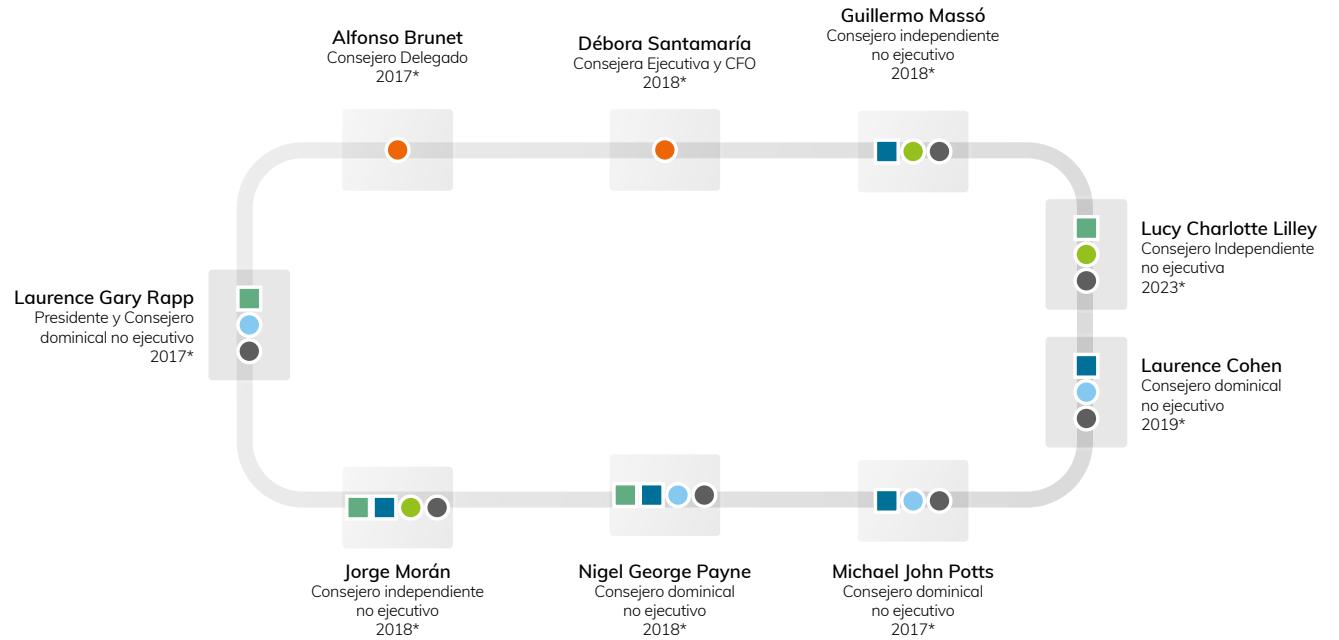 Alfonso Brunet
Consejero Delegado
2017*
Débora Santamaría
Consejera Ejecutiva y CFO
2018*
Guillermo Massó
Consejero independiente
no ejecutivo
2018*
Lucy Charlotte Lilley
Consejero Independiente
no ejecutiva
2023*
Laurence Gary Rapp
Presidente y Consejero
dominical no ejecutivo
2017*
Laurence Cohen
Consejero dominical
no ejecutivo
2019*
Jorge Morán
Consejero independiente
no ejecutivo
2018*
Nigel George Payne
Consejero dominical
no ejecutivo
2018*
Michael John Potts
Consejero dominical
no ejecutivo
2017*